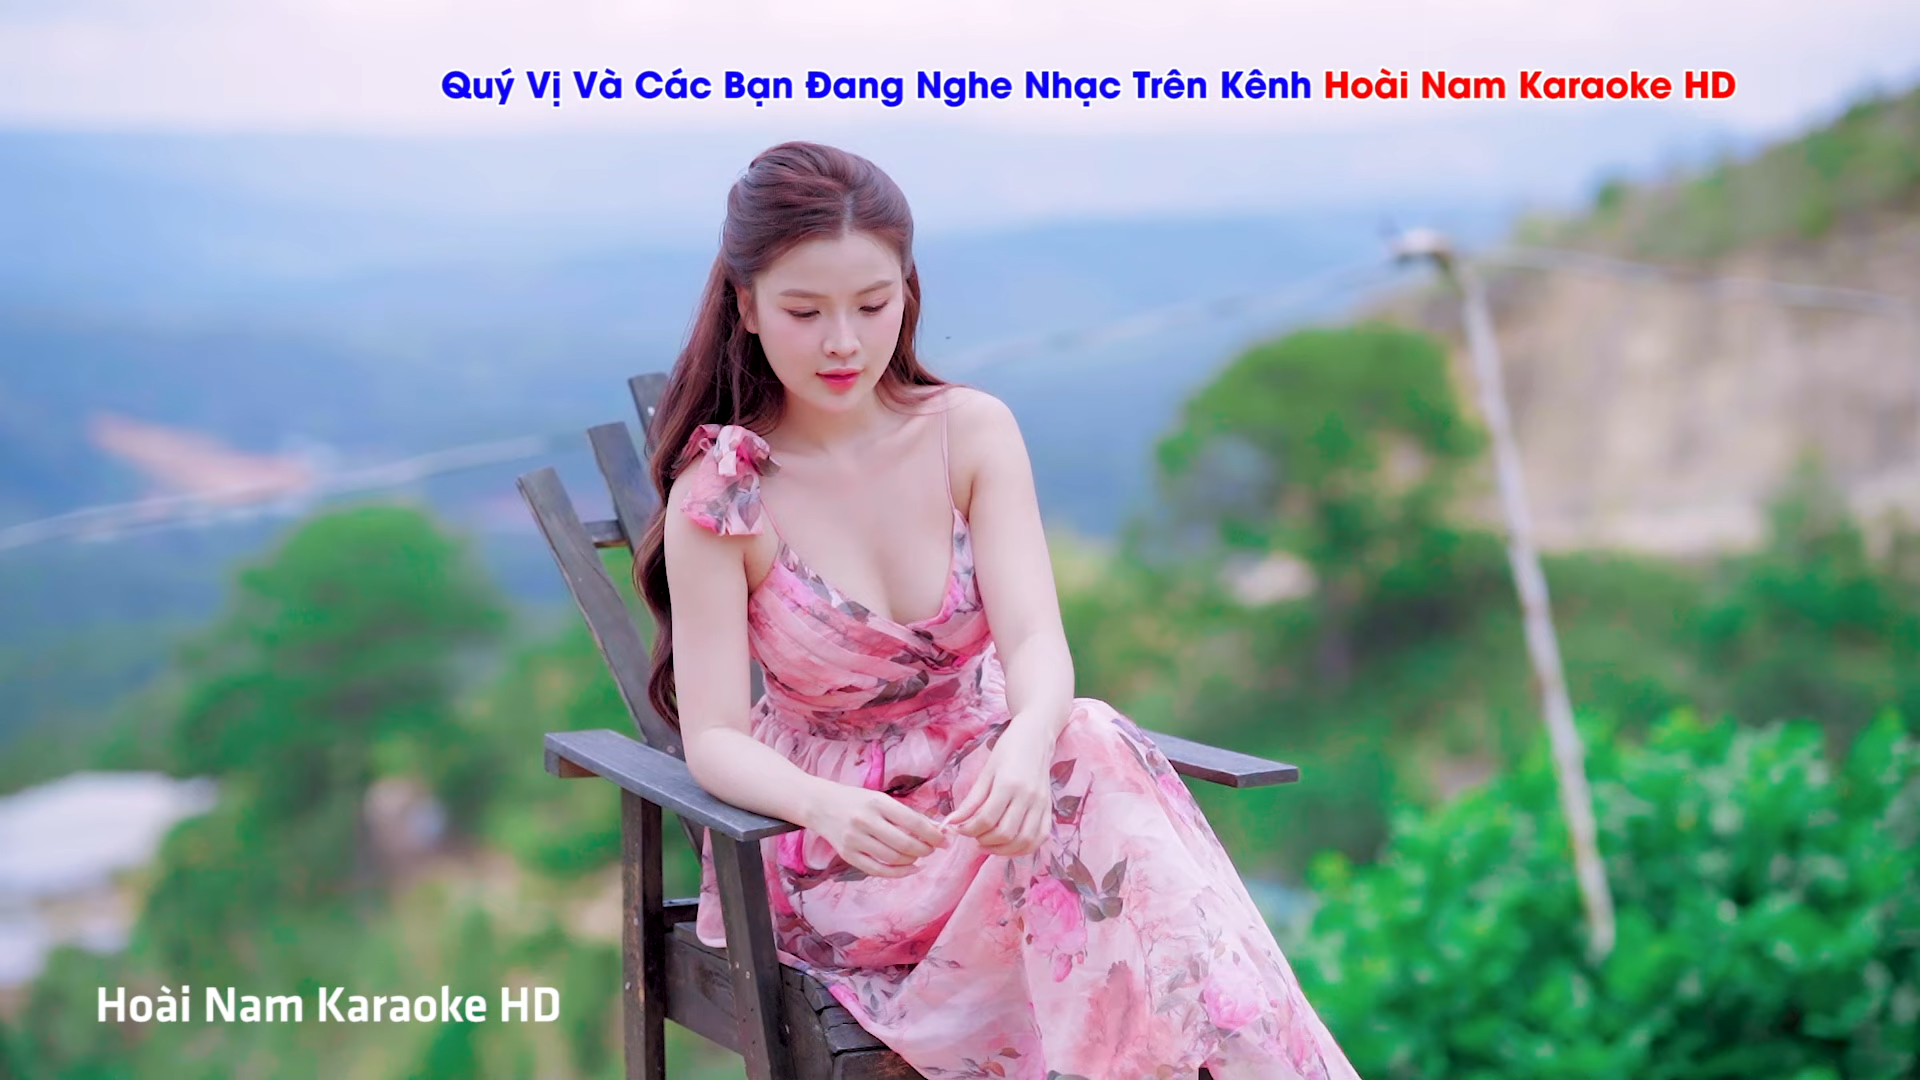 Quý Vị Và Các Bạn Đang Nghe Nhạc Trên Kênh Hoài Nam Karaoke HD
Hoài Nam Karaoke HD